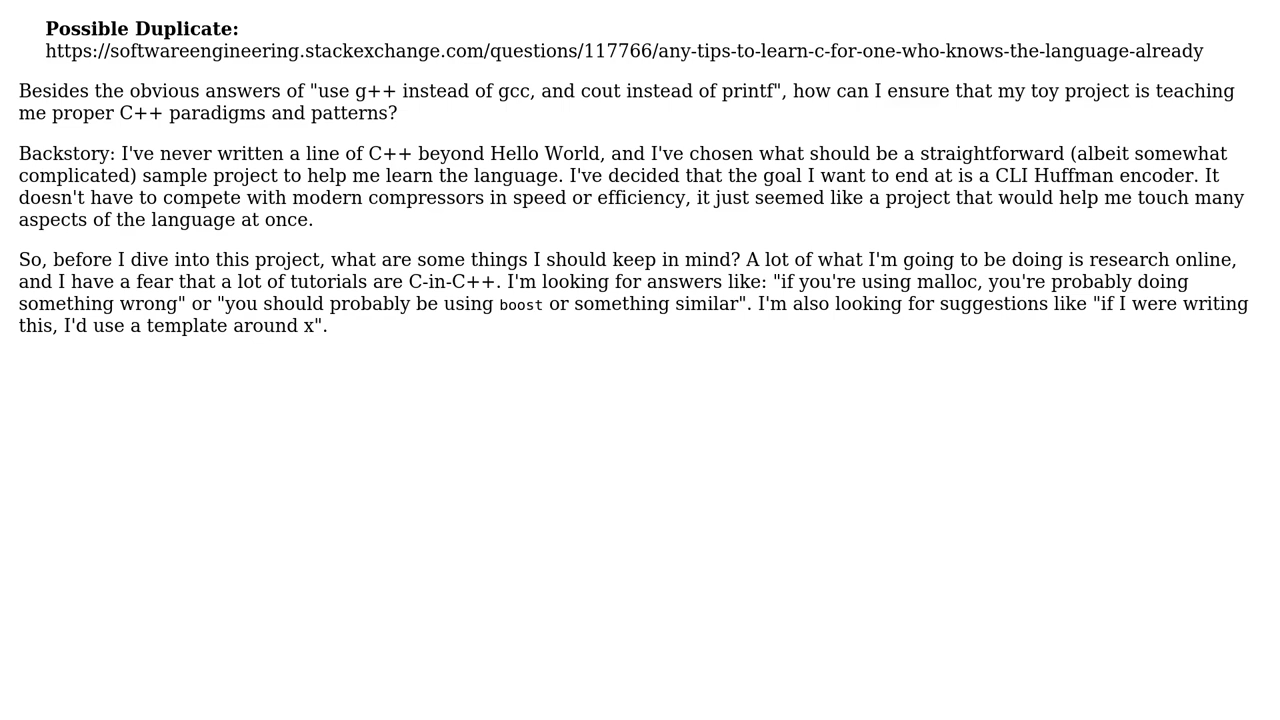 Possible Duplicate:
https://softwareengineering.stackexchange.com/questions/117766/any-tips-to-learn-c-for-one-who-knows-the-language-already
Besides the obvious answers of "use g++ instead of gcc, and cout instead of printf", how can I ensure that my toy project is teaching
me proper C++ paradigms and patterns?
Backstory: I've never written a line of C++ beyond Hello World, and I've chosen what should be a straightforward (albeit somewhat
complicated) sample project to help me learn the language. I've decided that the goal I want to end at is a CLI Huffman encoder. It
doesn't have to compete with modern compressors in speed or efficiency, it just seemed like a project that would help me touch many
aspects of the language at once.
So, before I dive into this project, what are some things I should keep in mind? A lot of what I'm going to be doing is research online,
and I have a fear that a lot of tutorials are C-in-C++. I'm looking for answers like: "if you're using malloc, you're probably doing
something wrong" or "you should probably be using boost or something similar". I'm also looking for suggestions like "if I were writing
this, I'd use a template around x".